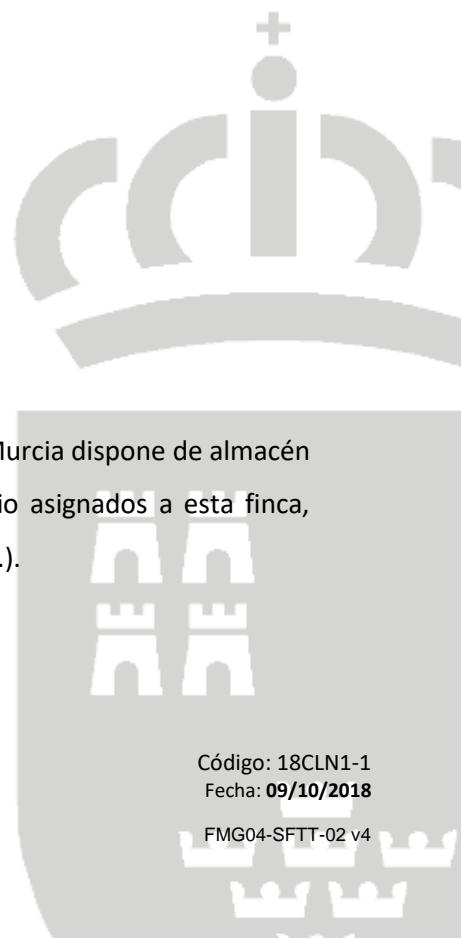 Murcia dispone de almacén
io asignados a esta finca,
.).
Código: 18CLN1-1
Fecha: 09/10/2018
FMG04-SFTT-02 v4